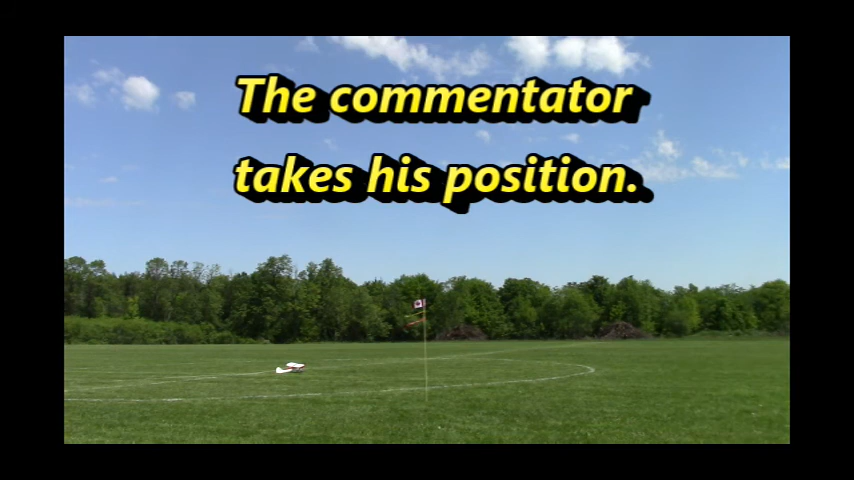 The commentator
takes his position.